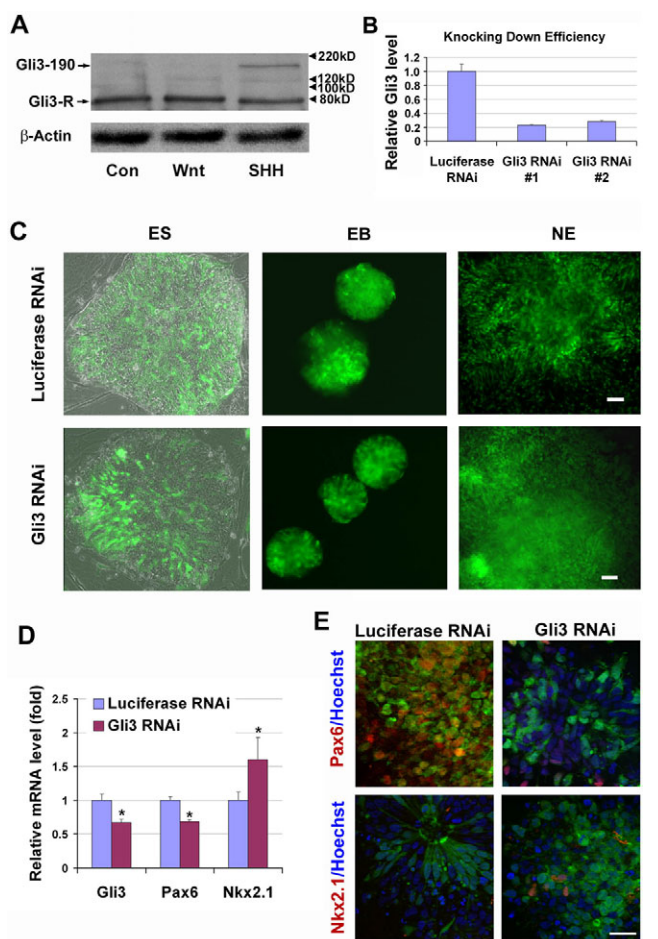 A
Gli3-190
Gli3-R
β-Actin
220kD
120kD
100kD
80kD
Con Wnt SHH
B
Knocking Down Efficiency
Relative Gli3 level
1.2
1.0
0.8
0.6
0.4
0.2
0
Luciferase RNAi
Gli3 RNAi #1
Gli3 RNAi #2
C
ES EB NE
Luciferase RNAi
Gli3 RNAi
D
Relative mRNA level (fold)
2.5
2
1.5
1
0.5
0
Luciferase RNAi
Gli3 RNAi
* * *
Gli3 Pax6 Nkx2.1
E
Luciferase RNAi Gli3 RNAi
Pax6/Hoechst
Nkx2.1/Hoechst